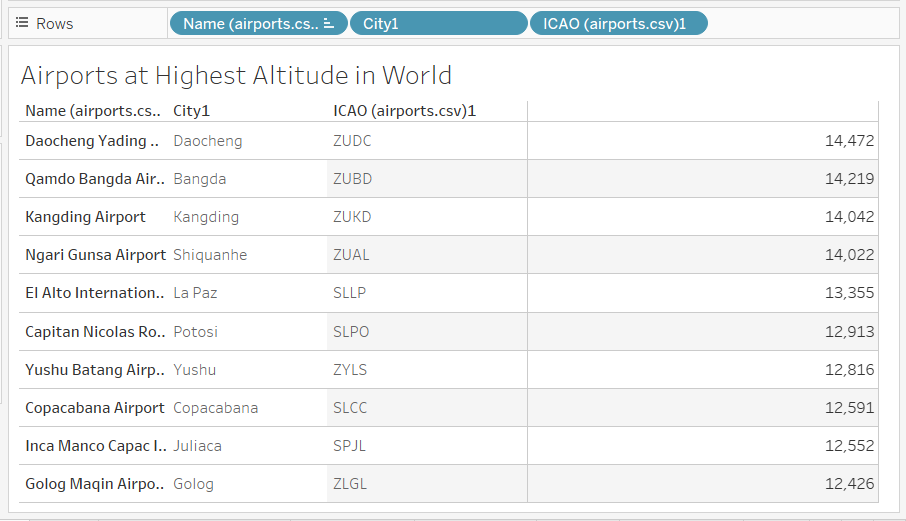 Rows Name (airports.cs.. City1 ICAO (airports.csv)1
Airports at Highest Altitude in World
Name (airports.cs.. City1 ICAO (airports.csv)1
Daocheng Yading .. Daocheng ZUDC 14,472
Qamdo Bangda Air.. Bangda ZUBD 14,219
Kangding Airport Kangding ZUKD 14,042
Ngari Gunsa Airport Shiquanhe ZUAL 14,022
El Alto Internation.. La Paz SLLP 13,355
Capitan Nicolas Ro.. Potosi SLPO 12,913
Yushu Batang Airp.. Yushu ZYLS 12,816
Copacabana Airport Copacabana SLCC 12,591
Inca Manco Capac I.. Juliaca SPJL 12,552
Golog Maqin Airpo.. Golog ZLGL 12,426